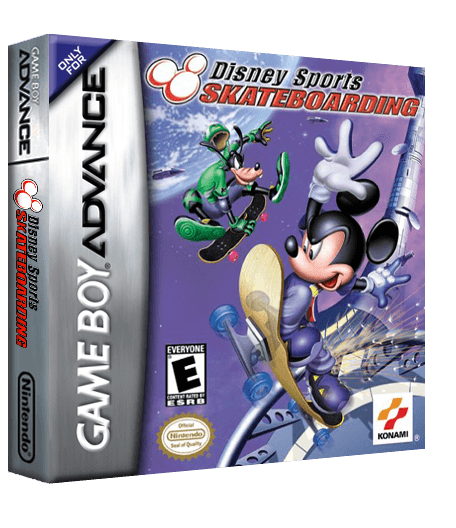 GAME BOY
ADVANCE
Disney Sports
SKATEBOARDING
Nintendo®
ONLY
FOR
GAME BOY ADVANCE
Disney Sports
SKATEBOARDING
EVERYONE
E
CONTENT RATED BY
ESRB
Official
Nintendo
Seal of Quality
KONAMI®